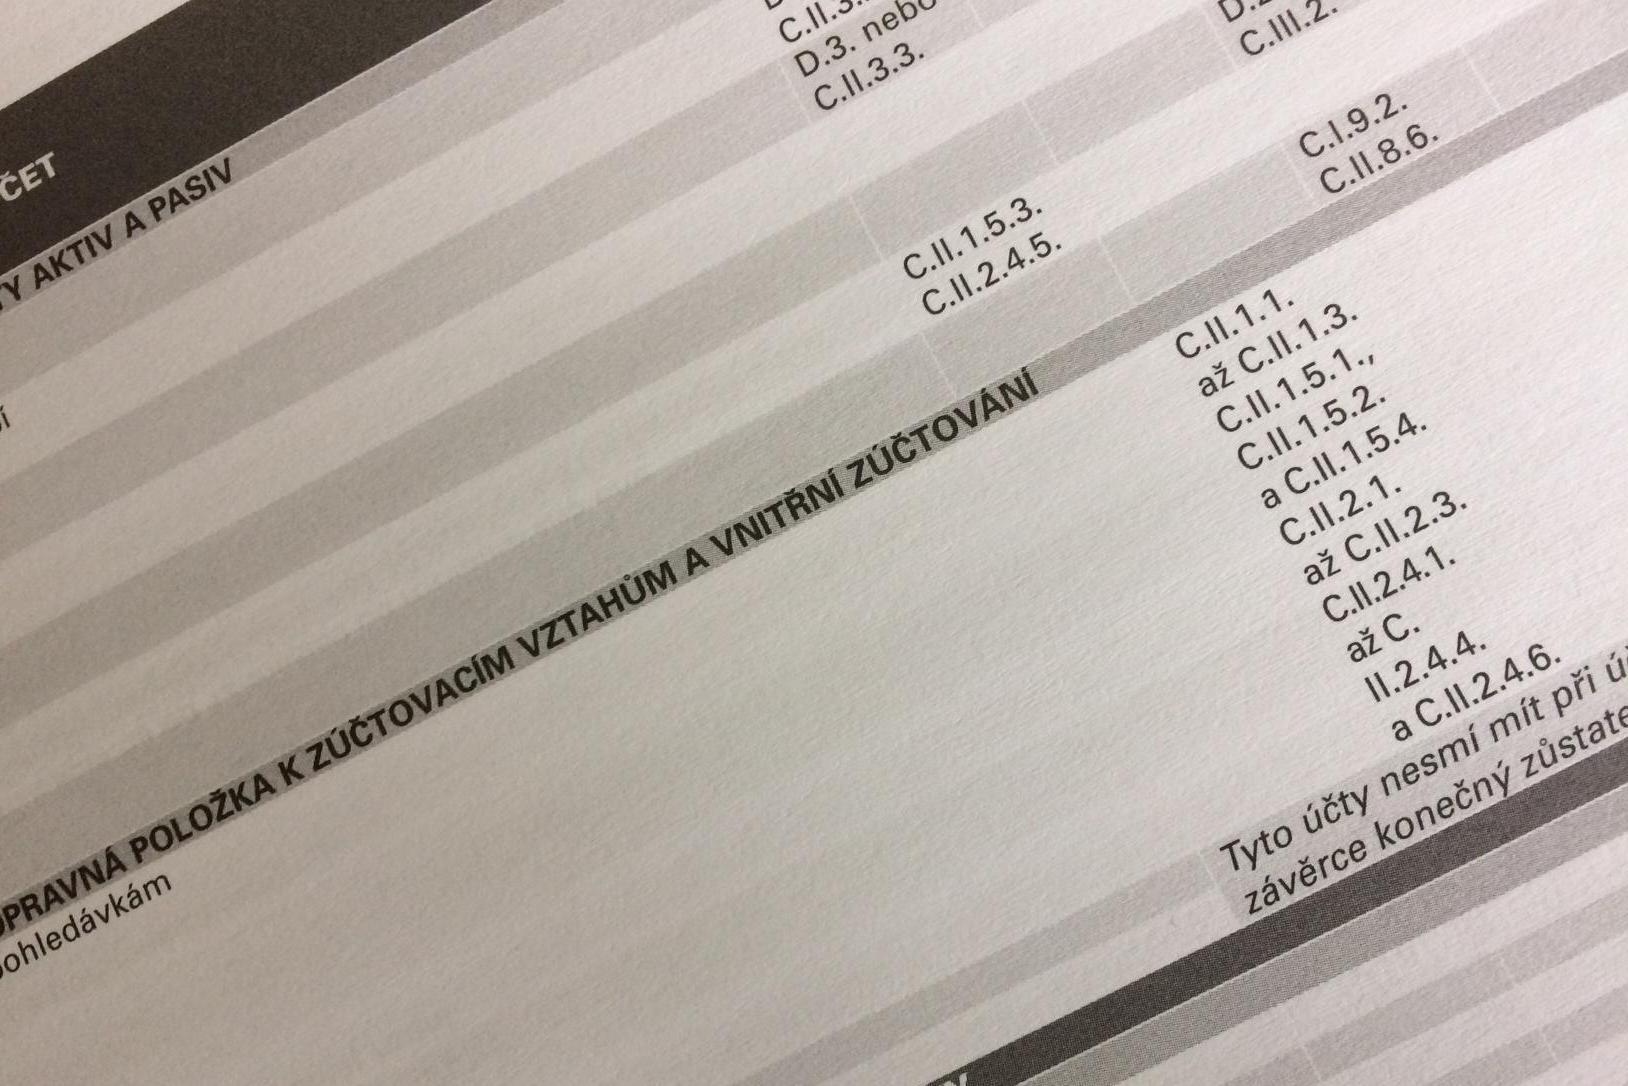 ČET
AKTIV A PASIV
C.II.3.
D.3. nebo
C.II.3.3.
C.III.2.
C.II.1.5.3.
C.II.2.4.5.
C.I.9.2.
C.II.8.6.
OPRAVNÁ POLOŽKA K ZÚČTOVACÍM VZTAHŮM A VNITŘNÍ ZÚČTOVÁNÍ
pohledávkám
C.II.1.1.
až C.II.1.3.
C.II.1.5.1.,
C.II.1.5.2.
a C.II.1.5.4.
C.II.2.1.
až C.II.2.3.
C.II.2.4.1.
až C.
II.2.4.4.
a C.II.2.4.6.
Tyto účty nesmí mít při
závěrce konečný